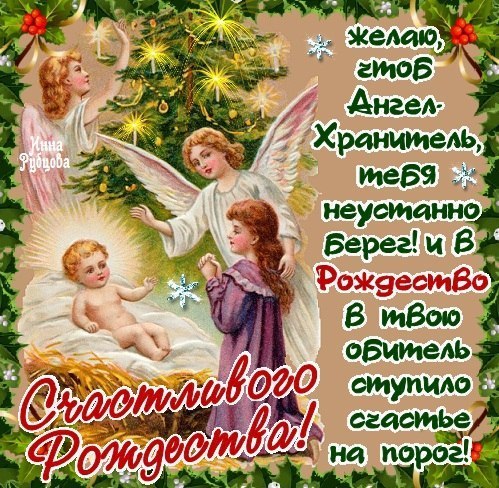 желаю,
чтоб
Ангел-
Хранитель,
тебя
неустанно
берег! и в
Рождество
в твою
обитель
ступило
счастье
на порог!
Инна
Рубцова
Счастливого
Рождества!